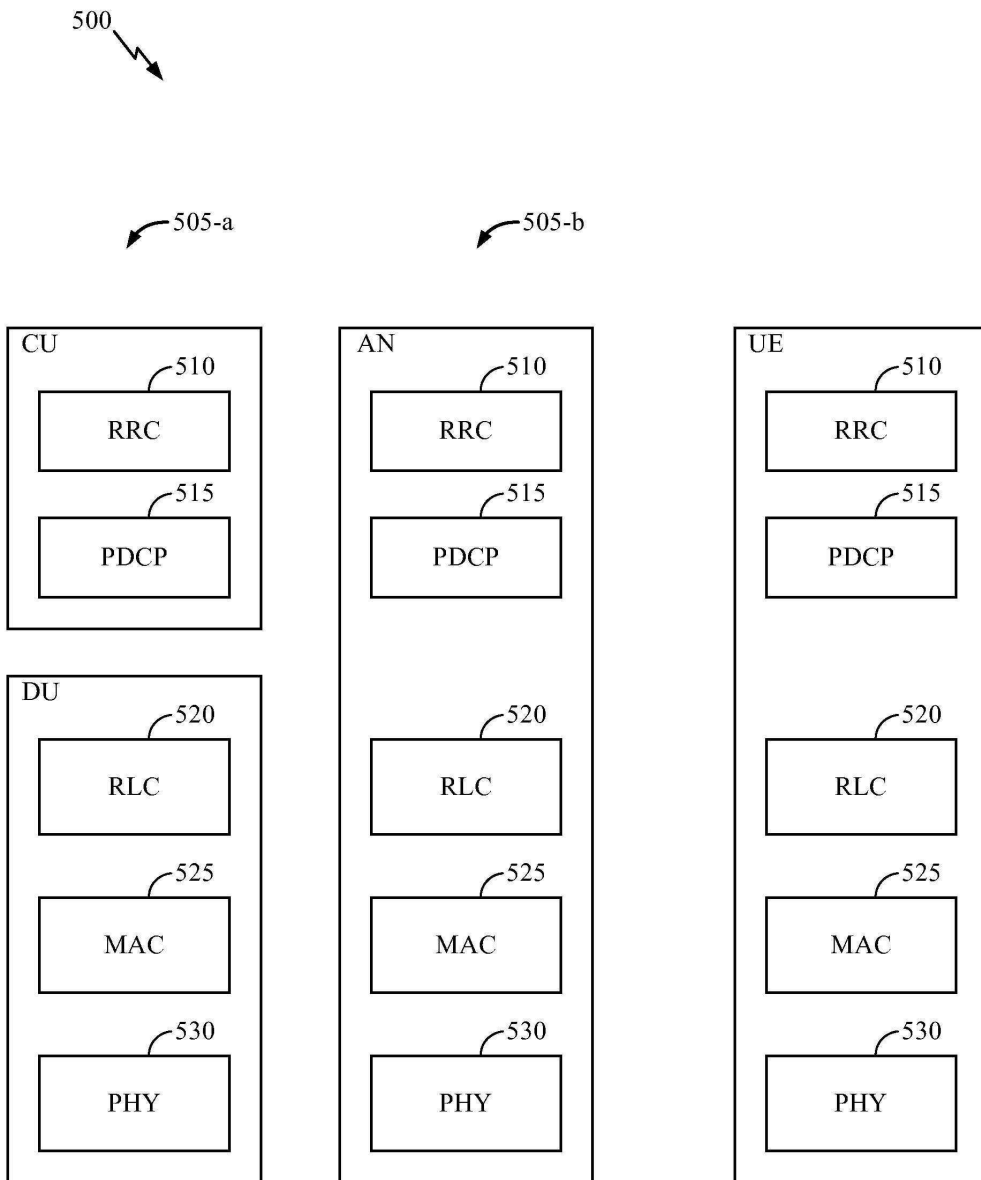 500
505-a 505-b
CU AN UE
510 510 510
RRC RRC RRC
515 515 515
PDCP PDCP PDCP
DU
520 520 520
RLC RLC RLC
525 525 525
MAC MAC MAC
530 530 530
PHY PHY PHY